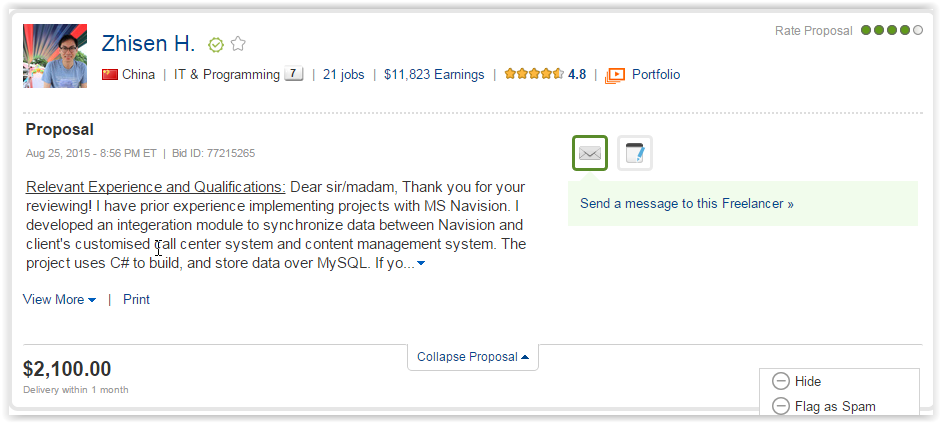 Zhisen H.
Rate Proposal
China | IT & Programming 7 | 21 jobs | $11,823 Earnings | 4.8 | Portfolio
Proposal
Aug 25, 2015 - 8:56 PM ET | Bid ID: 77215265
Relevant Experience and Qualifications: Dear sir/madam, Thank you for your
reviewing! I have prior experience implementing projects with MS Navision. I
developed an integeration module to synchronize data between Navision and
client's customised call center system and content management system. The
project uses C# to build, and store data over MySQL. If yo...
Send a message to this Freelancer »
View More | Print
Collapse Proposal
$2,100.00
Delivery within 1 month
Hide
Flag as Spam